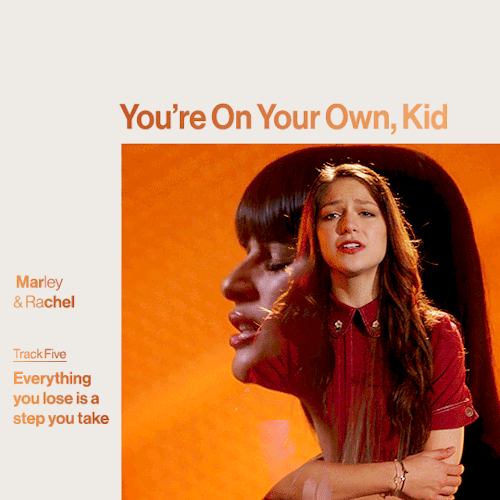 You’re On Your Own, Kid
Marley
& Rachel
Track Five
Everything
you lose is a
step you take